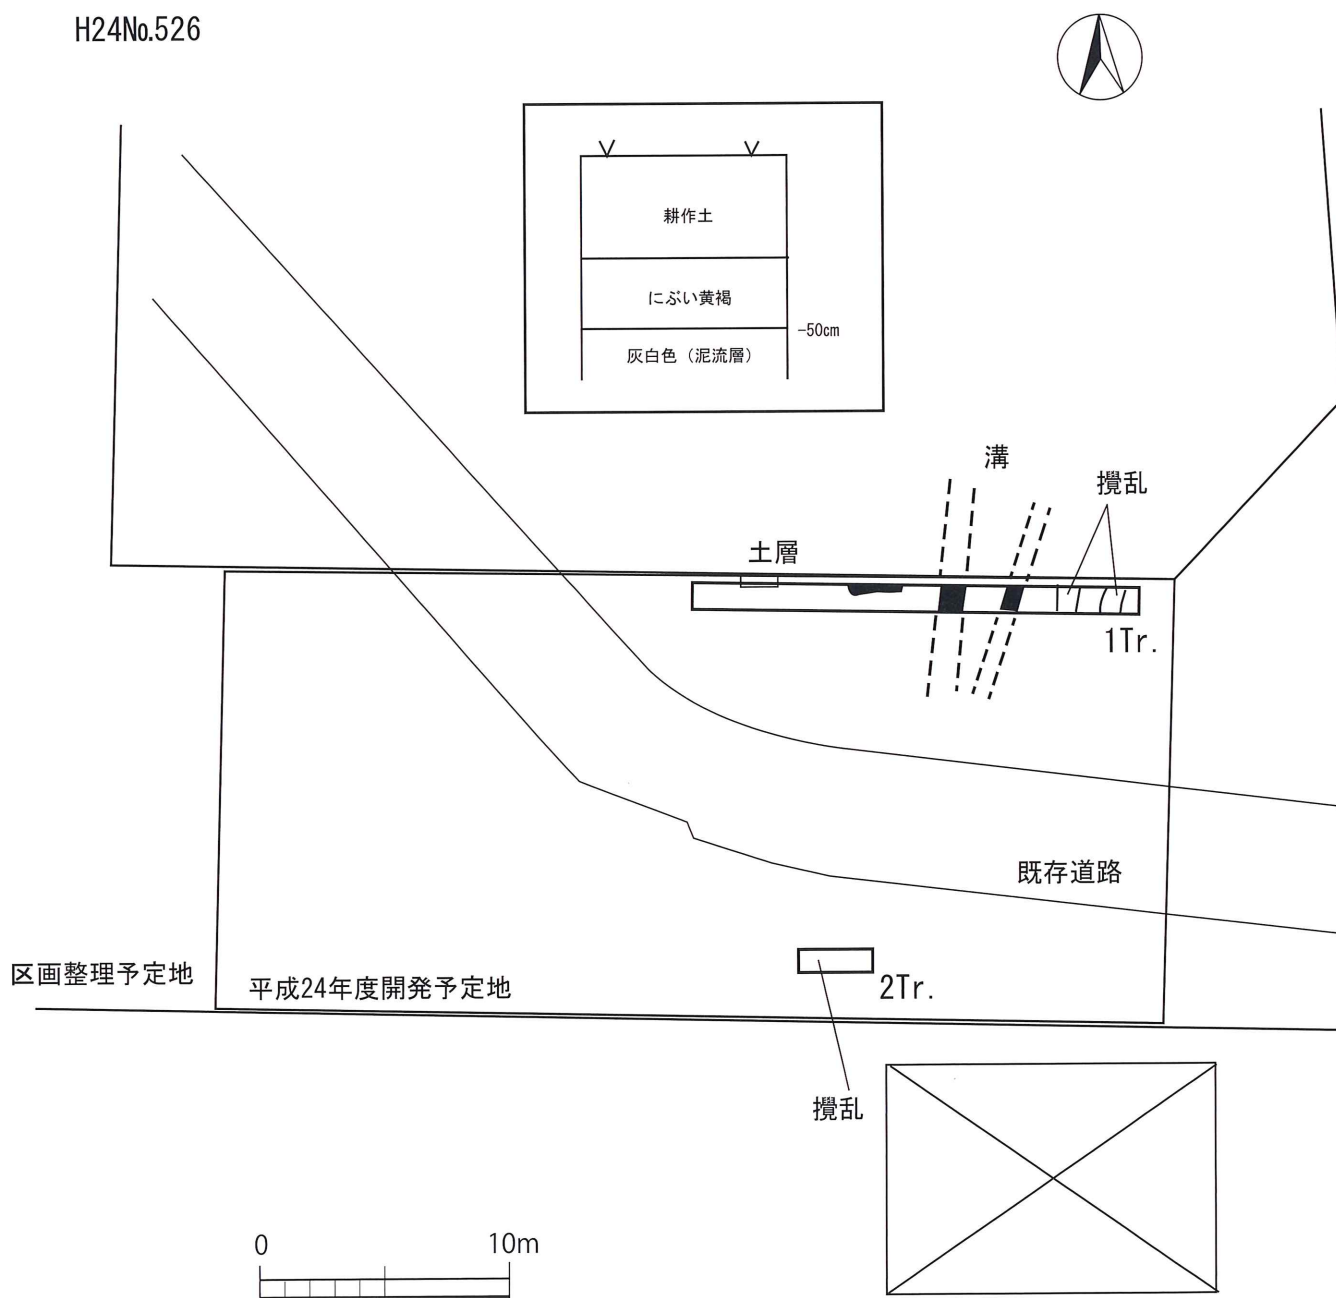 H24No.526
耕作土
にぶい黄褐
-50cm
灰白色（泥流層）
溝
攪乱
土層
1Tr.
既存道路
区画整理予定地
平成24年度開発予定地
2Tr.
攪乱
0
10m